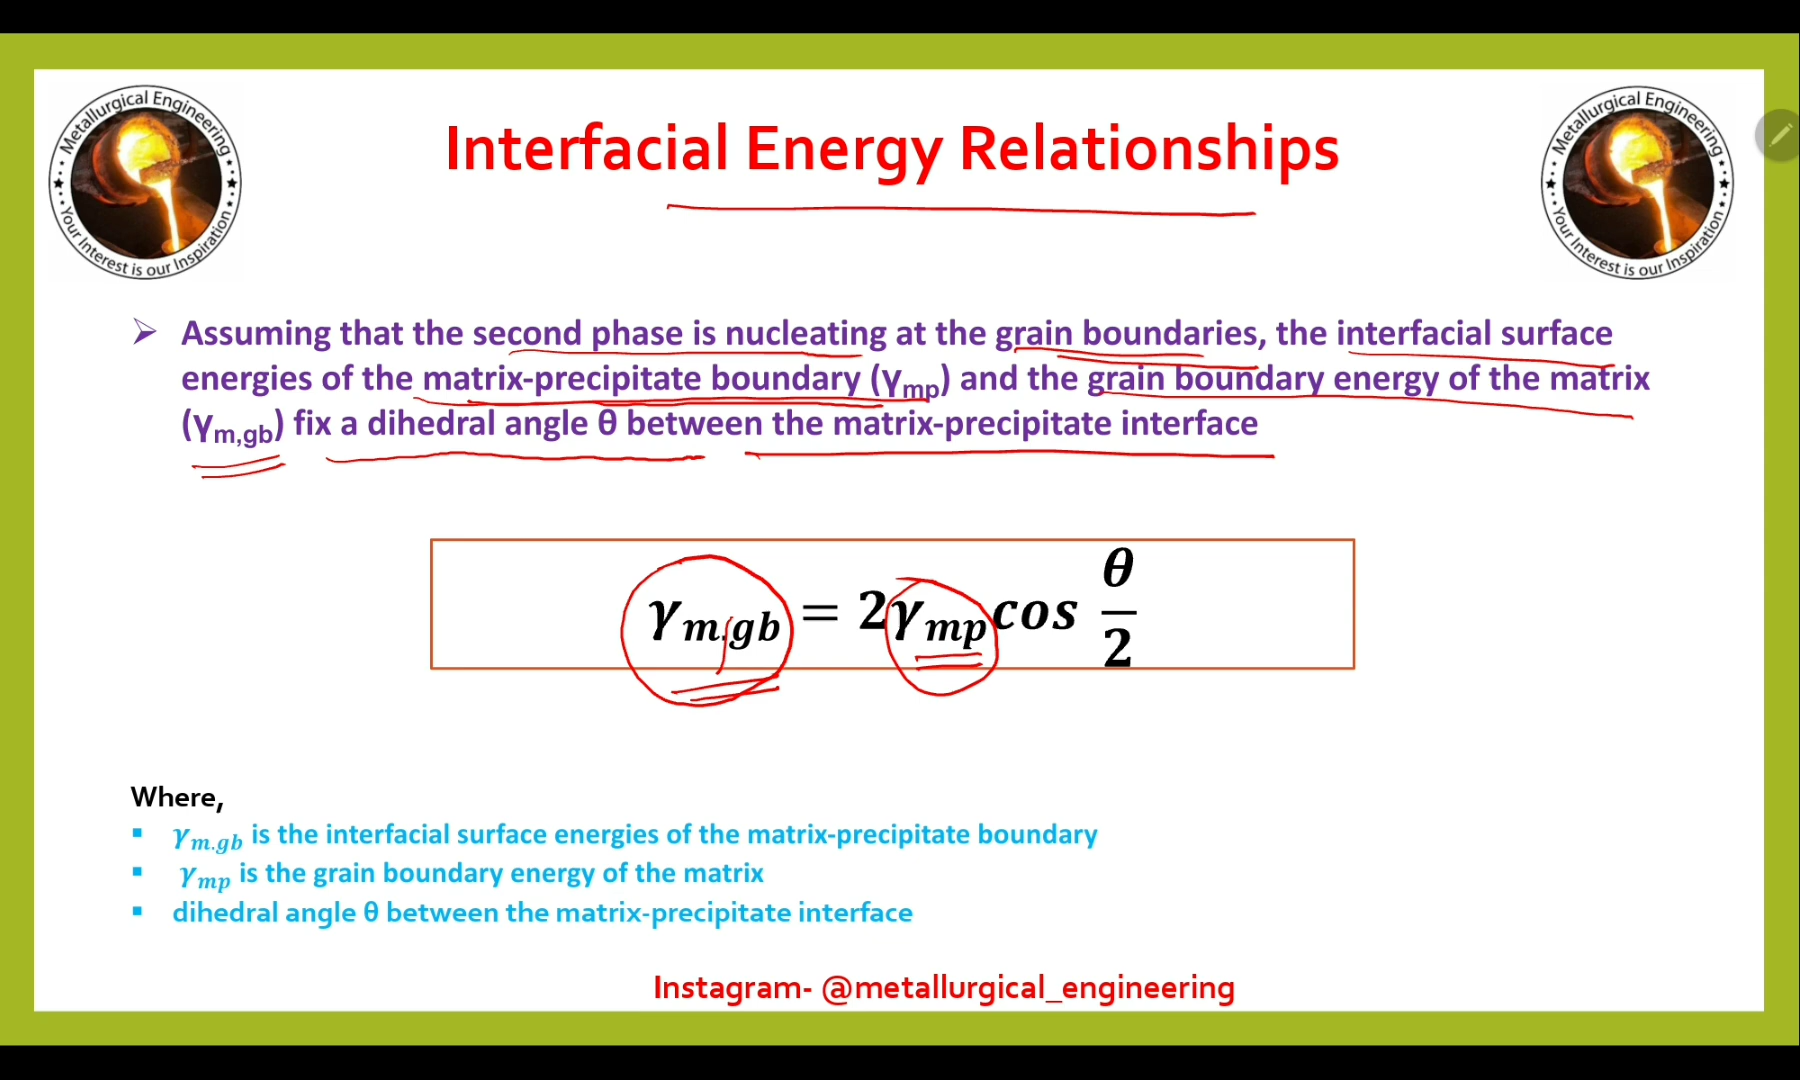 Metallurgical Engineering
Your Interest is our Inspiration
Metallurgical Engineering
Your Interest is our Inspiration
Interfacial Energy Relationships
➢ Assuming that the second phase is nucleating at the grain boundaries, the interfacial surface
energies of the matrix-precipitate boundary (γmp) and the grain boundary energy of the matrix
(γm,gb) fix a dihedral angle θ between the matrix-precipitate interface
γm.gb = 2γmp cos θ/2
Where,
▪ γm.gb is the interfacial surface energies of the matrix-precipitate boundary
▪ γmp is the grain boundary energy of the matrix
▪ dihedral angle θ between the matrix-precipitate interface
Instagram- @metallurgical_engineering